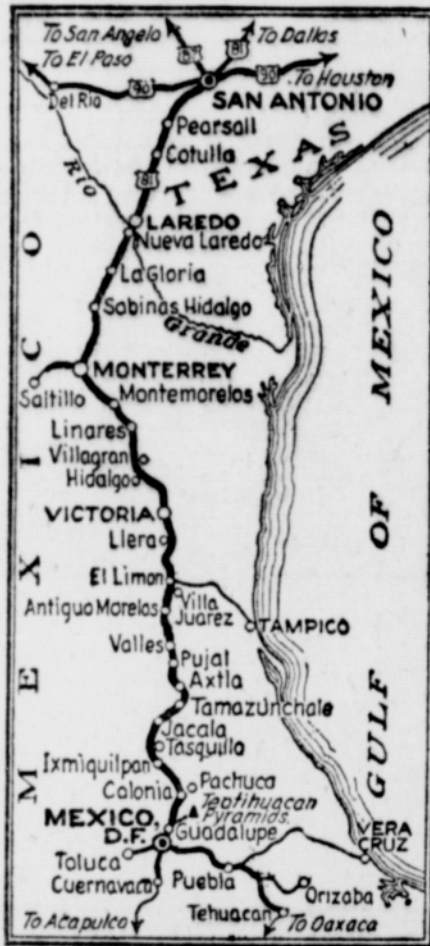 To San Angelo
87
81
To Dallas
To El Paso
90
90
To Houston
Del Rio
SAN ANTONIO
Pearsall
Cotulla
TEXAS
Rio
81
LAREDO
Nueva Laredo
La Gloria
Sabinas Hidalgo
Grande
MONTERREY
Saltillo
Montemorelos
Linares
Villagran
Hidalgo
VICTORIA
Llera
El Limon
Villa
Juarez
Antigua Morelas
TAMPICO
Valles
Pujal
Axtla
Tamazunchale
Jacala
Tasquillo
Ixmiquilpan
Colonia
Pachuca
Teotihuacan
Pyramids
MEXICO,
D.F.
Guadalupe
VERA
CRUZ
Toluca
Cuernavaca
Puebla
Orizaba
Tehuacan
To Acapulco
To Oaxaca
MEXICO
GULF OF MEXICO